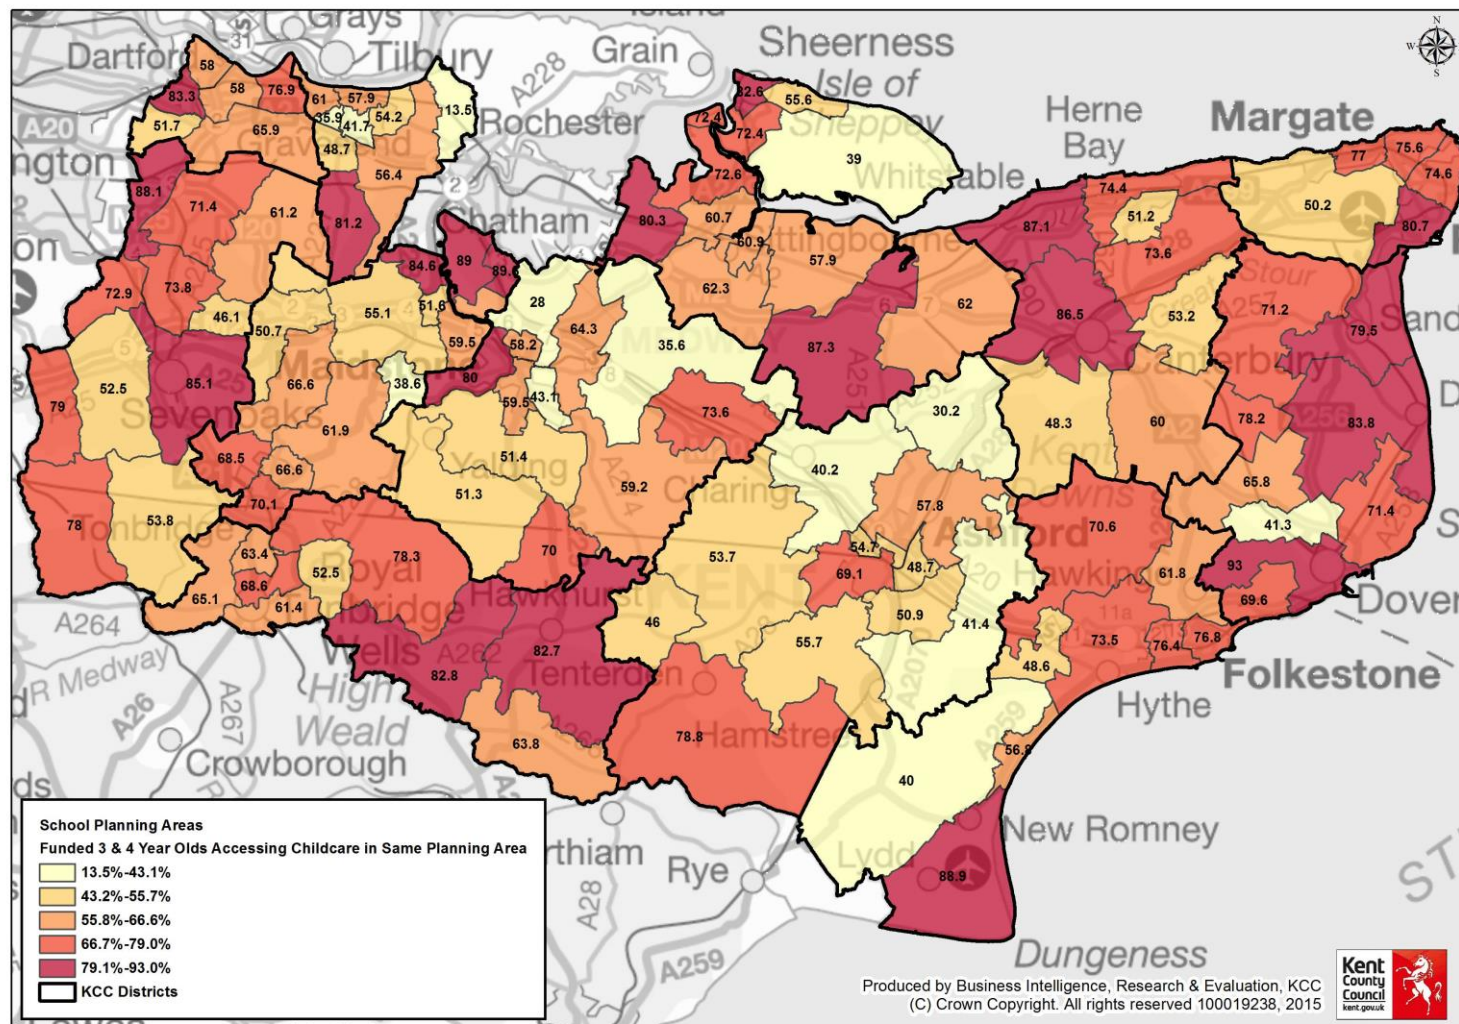 Grays
Island
Dartford
31
Tilbury
Grain
Sheerness
Isle of
Sheppey
N
W
E
S
58
58
76.9
61
57.9
83.3
35.9
41.7
54.2
13.5
A228
51.7
65.9
Gravesend
48.7
Rochester
A20
56.4
72.4
72.4
55.6
39
Whitstable
Herne
Bay
Margate
77
75.6
74.6
88.1
71.4
61.2
81.2
2
Chatham
80.3
72.6
60.7
60.9
57.9
74.4
51.2
87.1
73.6
50.2
80.7
84.6
89
62.3
62
Stour
72.9
73.8
46.1
50.7
55.1
51.6
28
64.3
35.6
87.3
86.5
53.2
71.2
79.5
59.5
58.2
Maidstone
MEDWAY
Canterbury
52.5
85.1
66.6
38.6
80
43.1
59.5
73.6
30.2
48.3
60
78.2
83.8
79
Sevenoaks
61.9
51.4
Yalding
40.2
Charing
Kent
Downs
68.5
66.6
51.3
59.2
65.8
70.1
57.8
70.6
41.3
71.4
78
53.8
Tonbridge
Ashford
63.4
52.5
78.3
70
53.7
54.7
48.7
69.1
61.8
93
Royal
Tunbridge
Wells
KENT
Hawkhurst
68.6
65.1
61.4
50.9
11a
69.6
Dover
A264
46
55.7
41.4
73.5
76.4
76.8
82.7
A262
82.8
Tenterden
48.6
Folkestone
R Medway
A26
A267
High
Weald
Hythe
63.8
78.8
40
A259
56.8
Crowborough
New Romney
Lydd
88.9
Rye
A28
A259
Dungeness
School Planning Areas
Funded 3 & 4 Year Olds Accessing Childcare in Same Planning Area
13.5%-43.1%
43.2%-55.7%
55.8%-66.6%
66.7%-79.0%
79.1%-93.0%
KCC Districts
Produced by Business Intelligence, Research & Evaluation, KCC
(C) Crown Copyright. All rights reserved 100019238, 2015
Kent
County
Council
kent.gov.uk